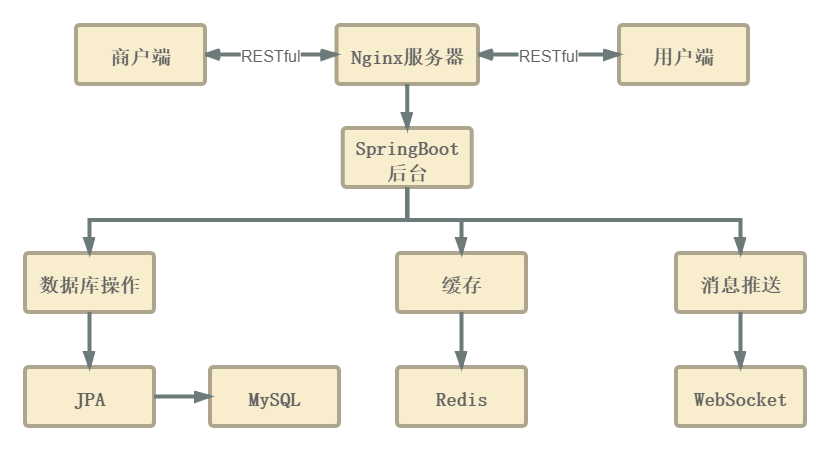 商户端
RESTful
Nginx服务器
RESTful
用户端
SpringBoot
后台
数据库操作
缓存
消息推送
JPA
MySQL
Redis
WebSocket